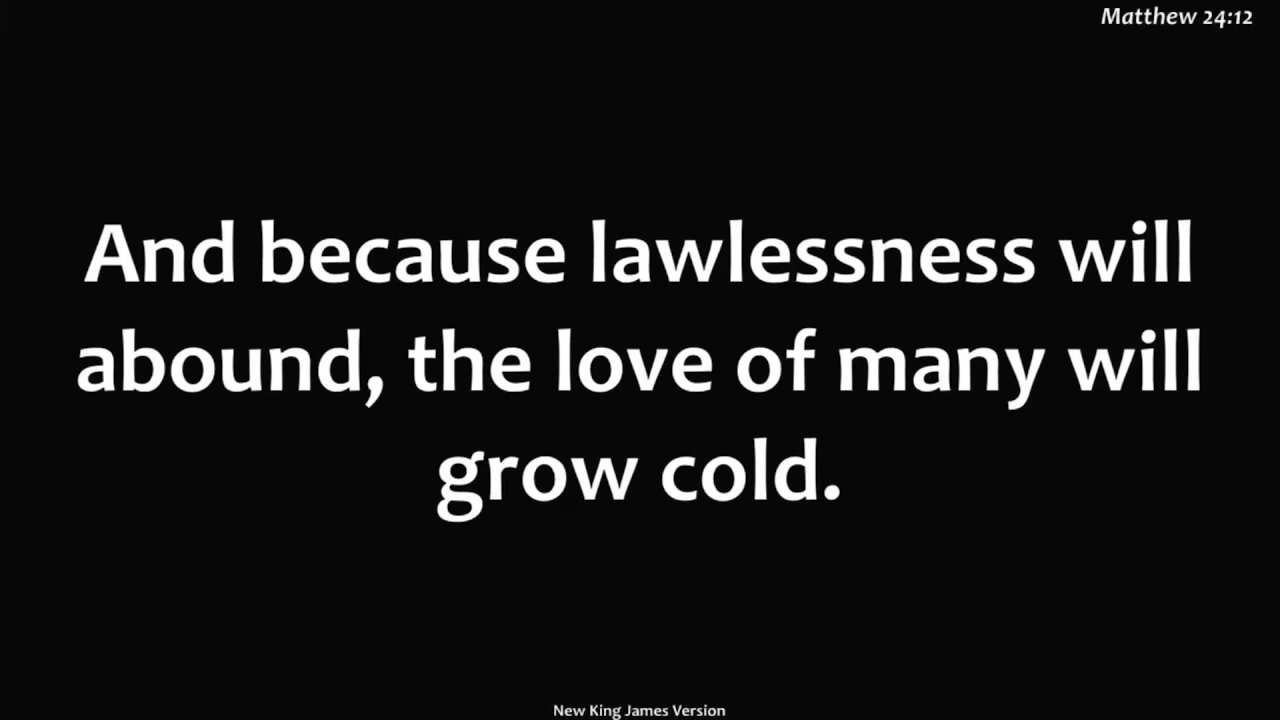 Matthew 24:12
And because lawlessness will
abound, the love of many will
grow cold.
New King James Version